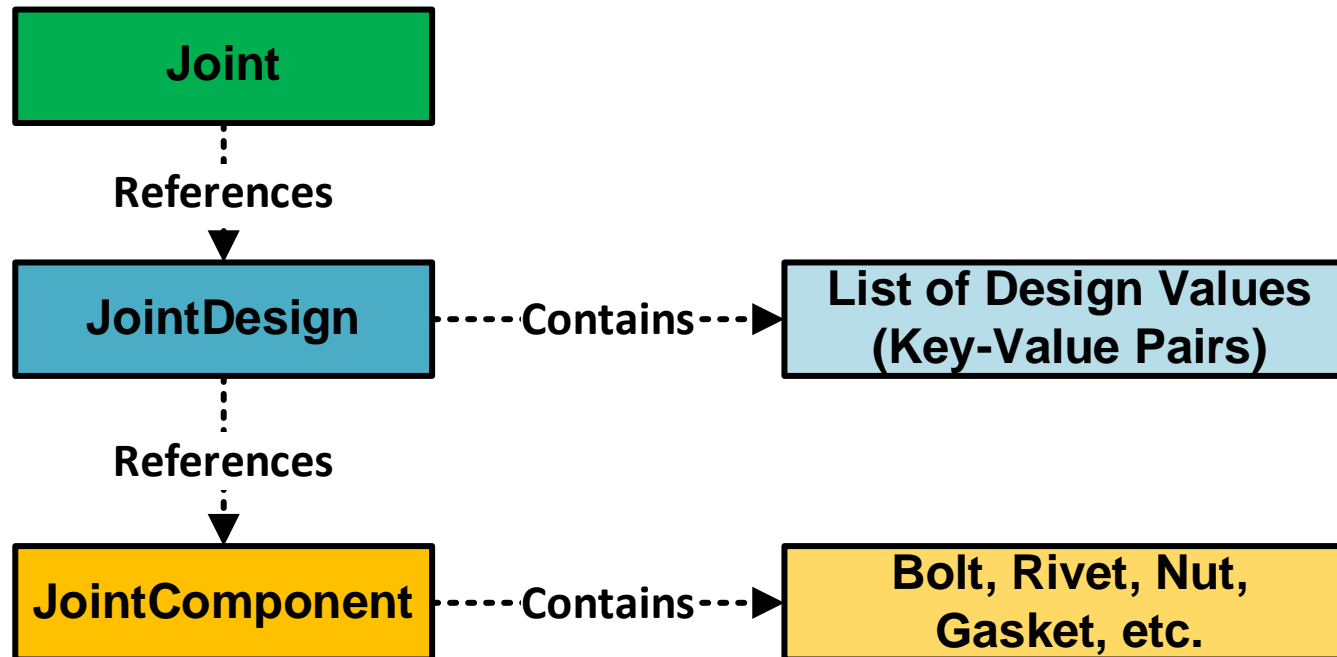 Joint
References
JointDesign
Contains
List of Design Values
(Key-Value Pairs)
References
JointComponent
Contains
Bolt, Rivet, Nut,
Gasket, etc.